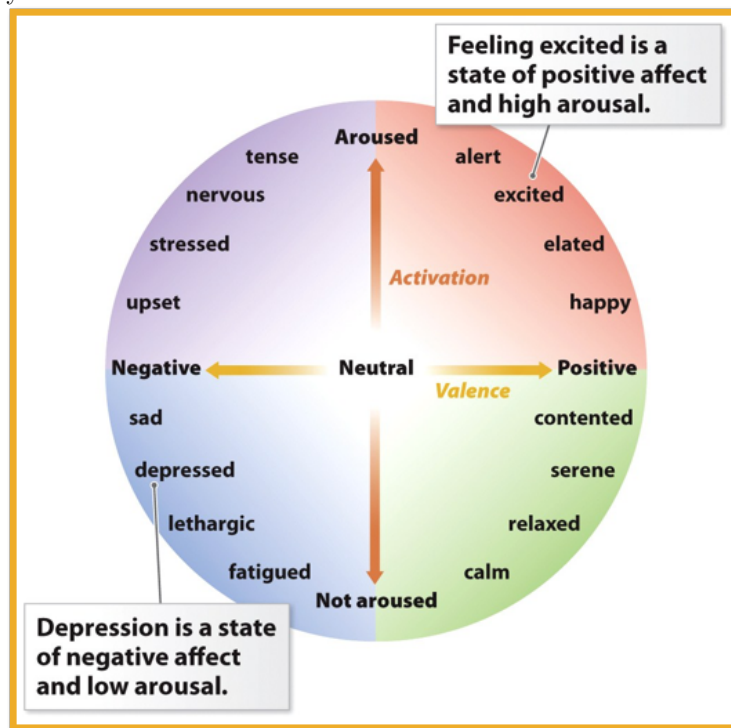 Feeling excited is a
state of positive affect
and high arousal.
Aroused
tense
alert
nervous
excited
stressed
elated
Activation
upset
happy
Negative
Neutral
Positive
Valence
sad
contented
depressed
serene
lethargic
relaxed
fatigued
calm
Not aroused
Depression is a state
of negative affect
and low arousal.